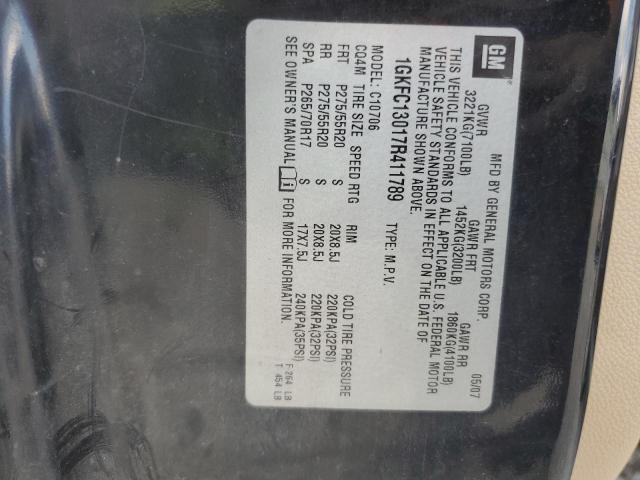 GM
MFD BY GENERAL MOTORS CORP. 05/07
GVWR GAWR FRT GAWR RR
3221KG(7100LB) 1452KG(3200LB) 1860KG(4100LB)
THIS VEHICLE CONFORMS TO ALL APPLICABLE U.S. FEDERAL MOTOR
VEHICLE SAFETY STANDARDS IN EFFECT ON THE DATE OF
MANUFACTURE SHOWN ABOVE.
1GKFC13017R411789 TYPE: M.P.V.
MODEL: C10706
CQ4M TIRE SIZE SPEED RTG RIM COLD TIRE PRESSURE
FRT P275/55R20 S 20X8.5J 220KPA(32PSI)
RR P275/55R20 S 20X8.5J 220KPA(32PSI)
SPA P265/70R17 S 17X7.5J 240KPA(35PSI)
SEE OWNER'S MANUAL FOR MORE INFORMATION.
F 264 LB
T 454 LB